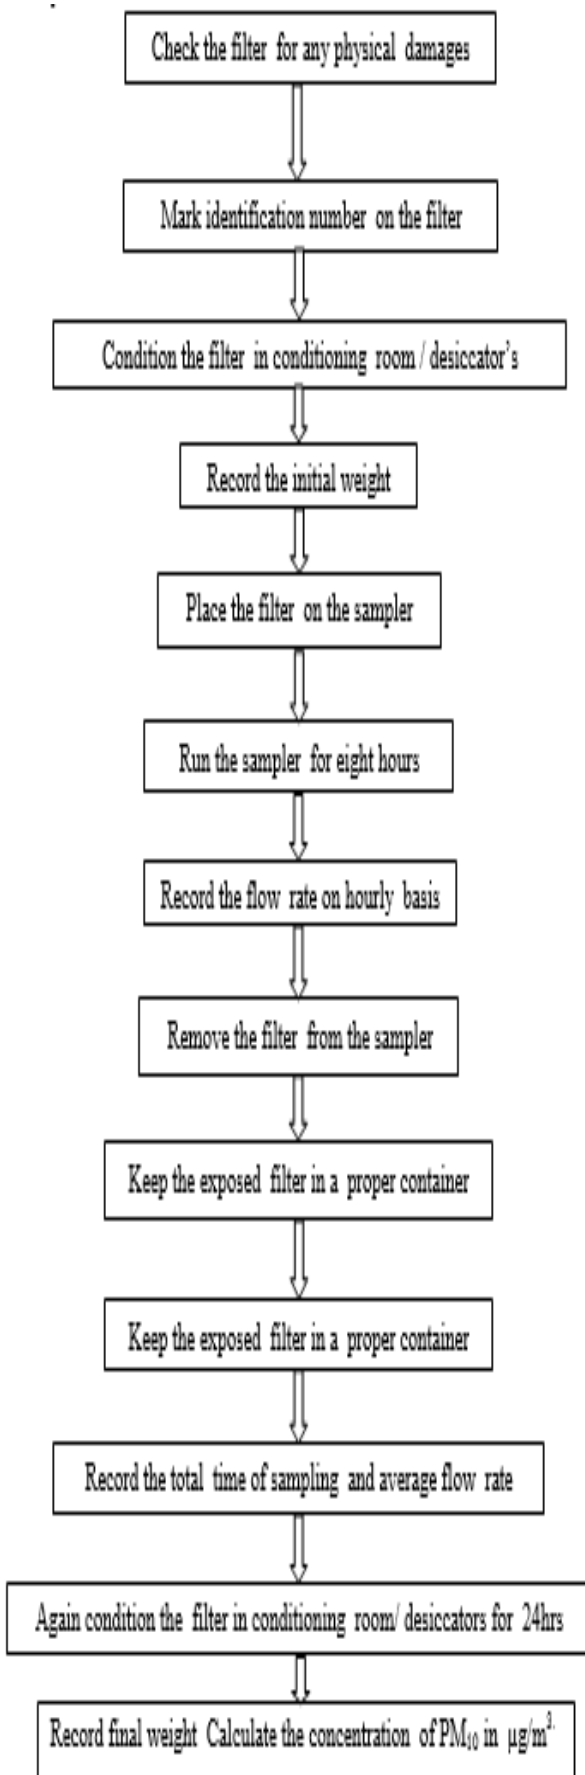 Check the filter for any physical damages
Mark identification number on the filter
Condition the filter in conditioning room / desiccator's
Record the initial weight
Place the filter on the sampler
Run the sampler for eight hours
Record the flow rate on hourly basis
Remove the filter from the sampler
Keep the exposed filter in a proper container
Keep the exposed filter in a proper container
Record the total time of sampling and average flow rate
Again condition the filter in conditioning room/ desiccators for 24hrs
Record final weight Calculate the concentration of PM₁₀ in µg/m³.